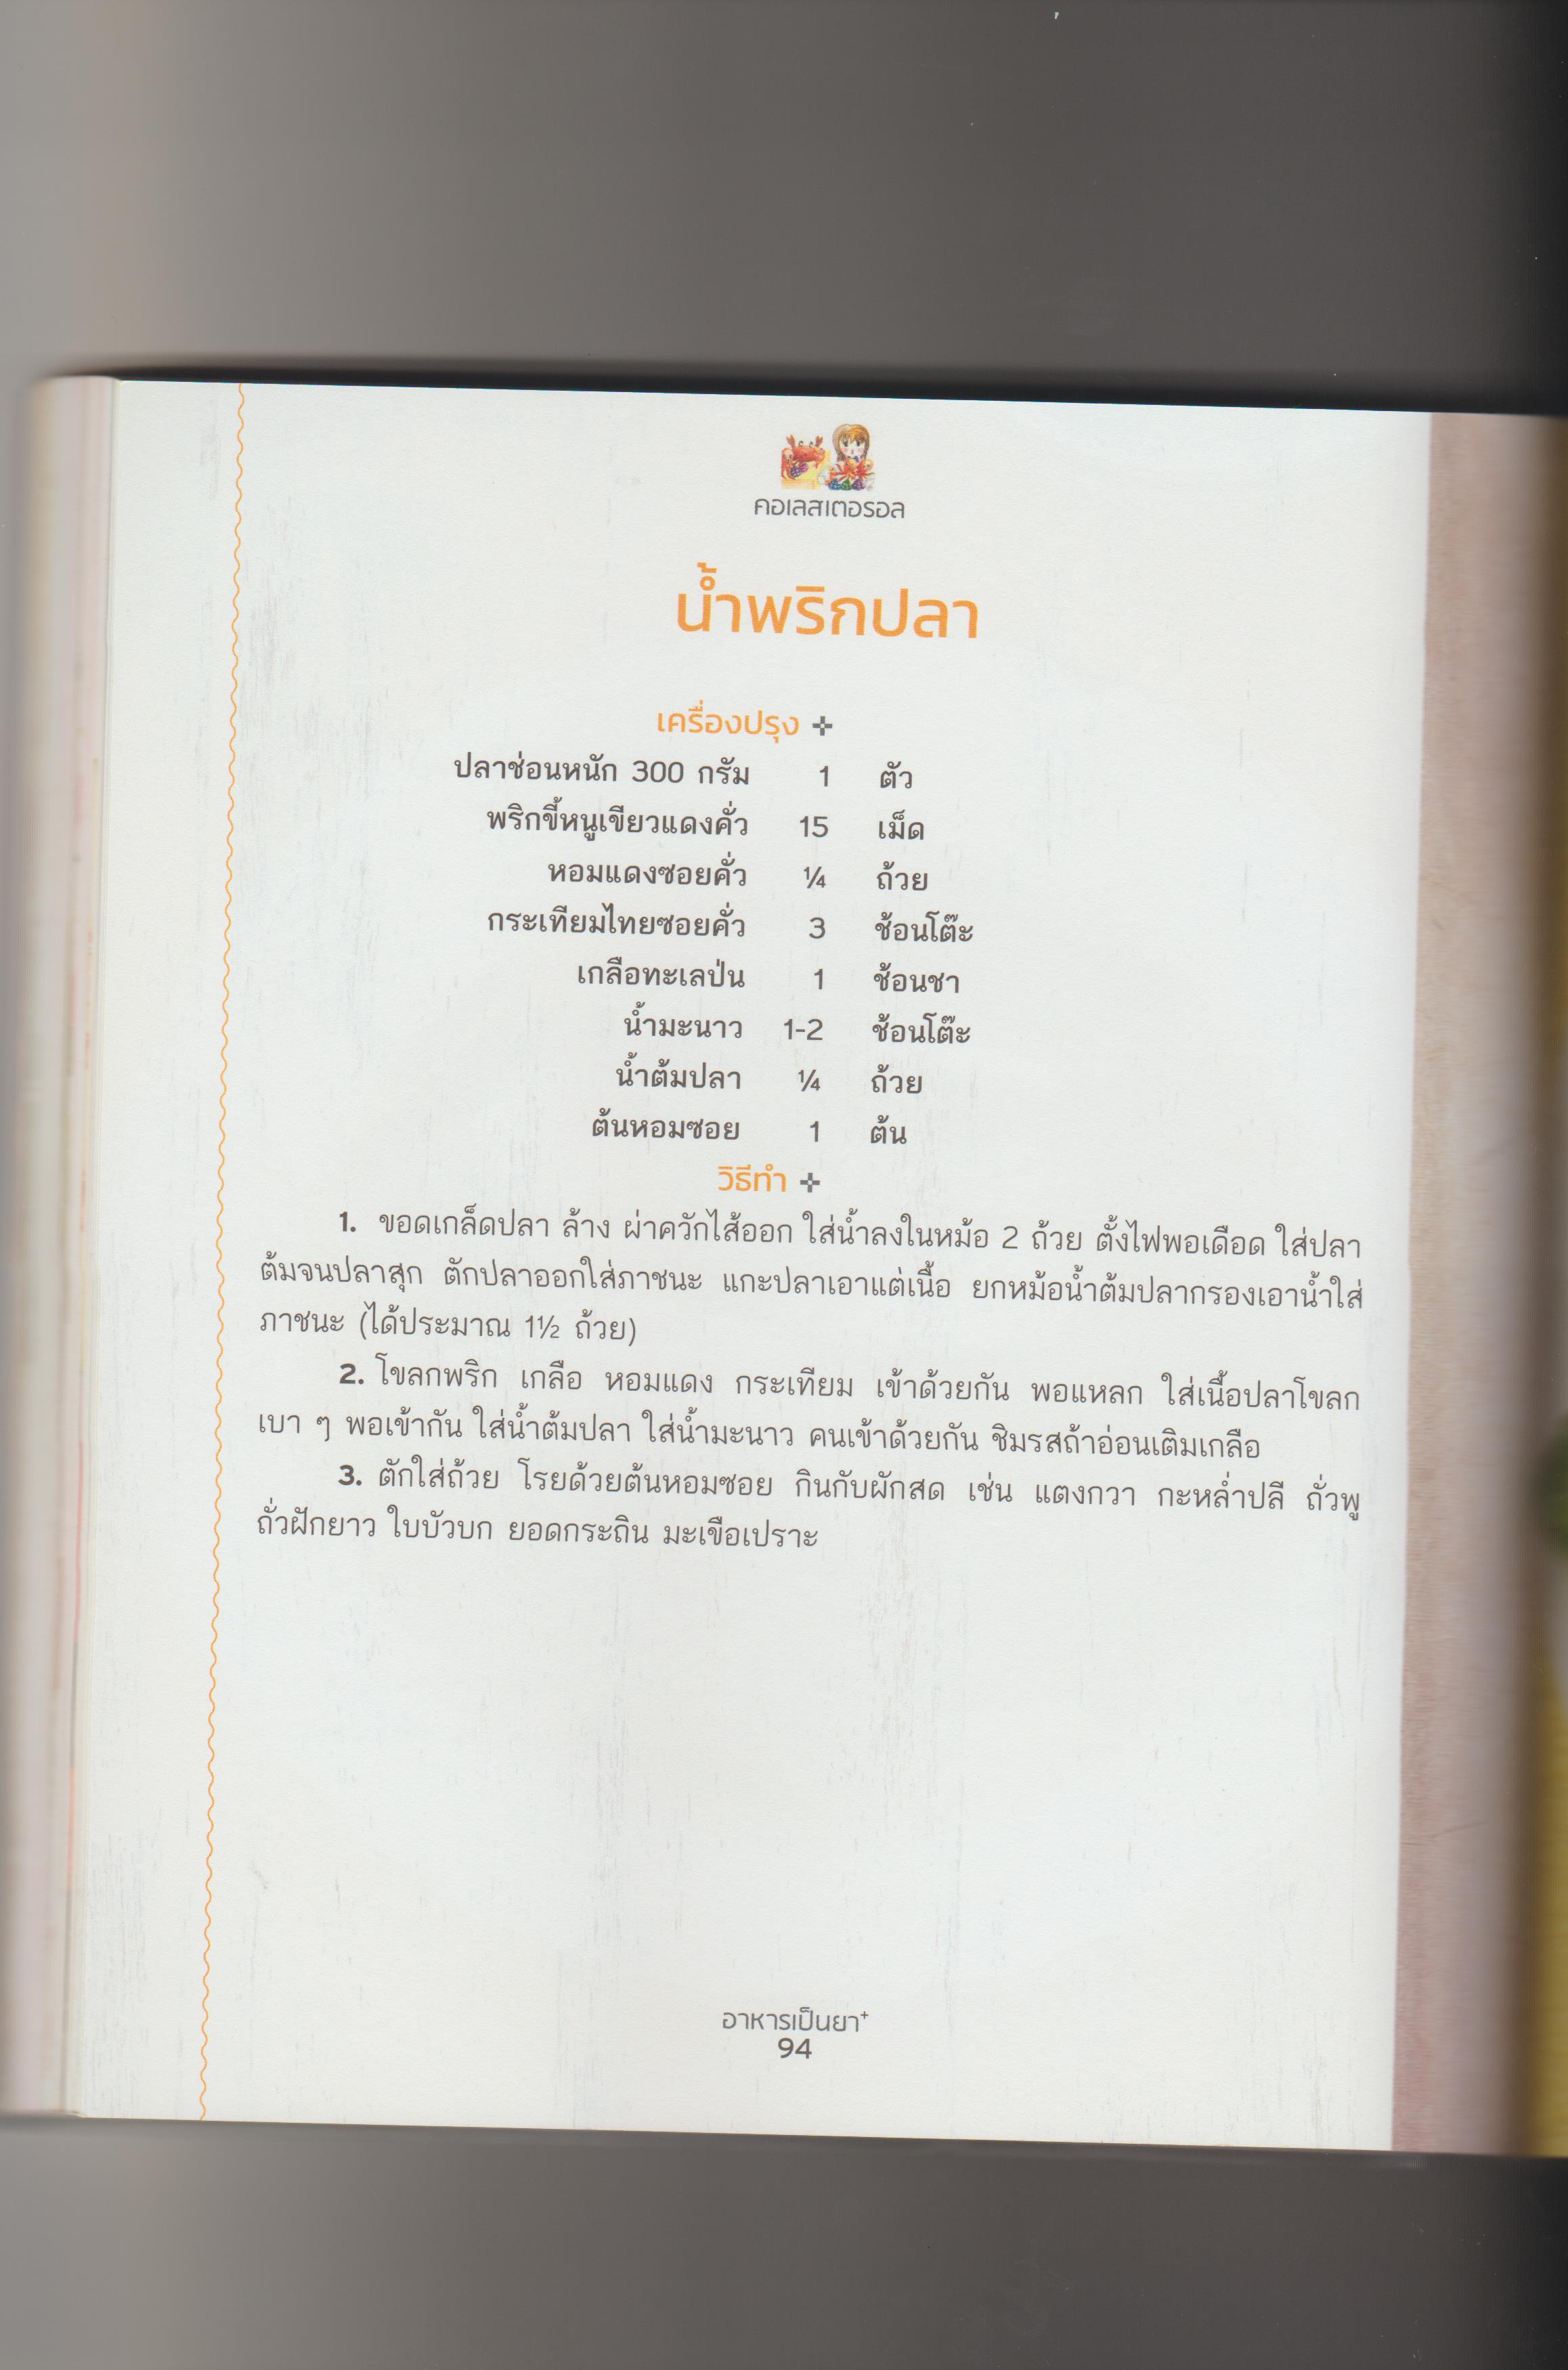 คอเลสเตอรอล
น้ำพริกปลา
เครื่องปรุง
ปลาช่อนหนัก 300 กรัม 1 ตัว
พริกขี้หนูเขียวแดงคั่ว 15 เม็ด
หอมแดงซอยคั่ว ¼ ถ้วย
กระเทียมไทยซอยคั่ว 3 ช้อนโต๊ะ
เกลือทะเลป่น 1 ช้อนชา
น้ำมะนาว 1-2 ช้อนโต๊ะ
น้ำต้มปลา ¼ ถ้วย
ต้นหอมซอย 1 ต้น
วิธีทำ
1. ขอดเกล็ดปลา ล้าง ผ่าควักไส้ออก ใส่น้ำลงในหม้อ 2 ถ้วย ตั้งไฟพอเดือด ใส่ปลา
ต้มจนปลาสุก ตักปลาออกใส่ภาชนะ แกะปลาเอาแต่เนื้อ ยกหม้อน้ำต้มปลากรองเอาน้ำใส่
ภาชนะ (ได้ประมาณ 1½ ถ้วย)
2. โขลกพริก เกลือ หอมแดง กระเทียม เข้าด้วยกัน พอแหลก ใส่เนื้อปลาโขลก
เบา ๆ พอเข้ากัน ใส่น้ำต้มปลา ใส่น้ำมะนาว คนเข้าด้วยกัน ชิมรสถ้าอ่อนเติมเกลือ
3. ตักใส่ถ้วย โรยด้วยต้นหอมซอย กินกับผักสด เช่น แตงกวา กะหล่ำปลี ถั่วพู
ถั่วฝักยาว ใบบัวบก ยอดกระถิน มะเขือเปราะ
อาหารเป็นยา+
94